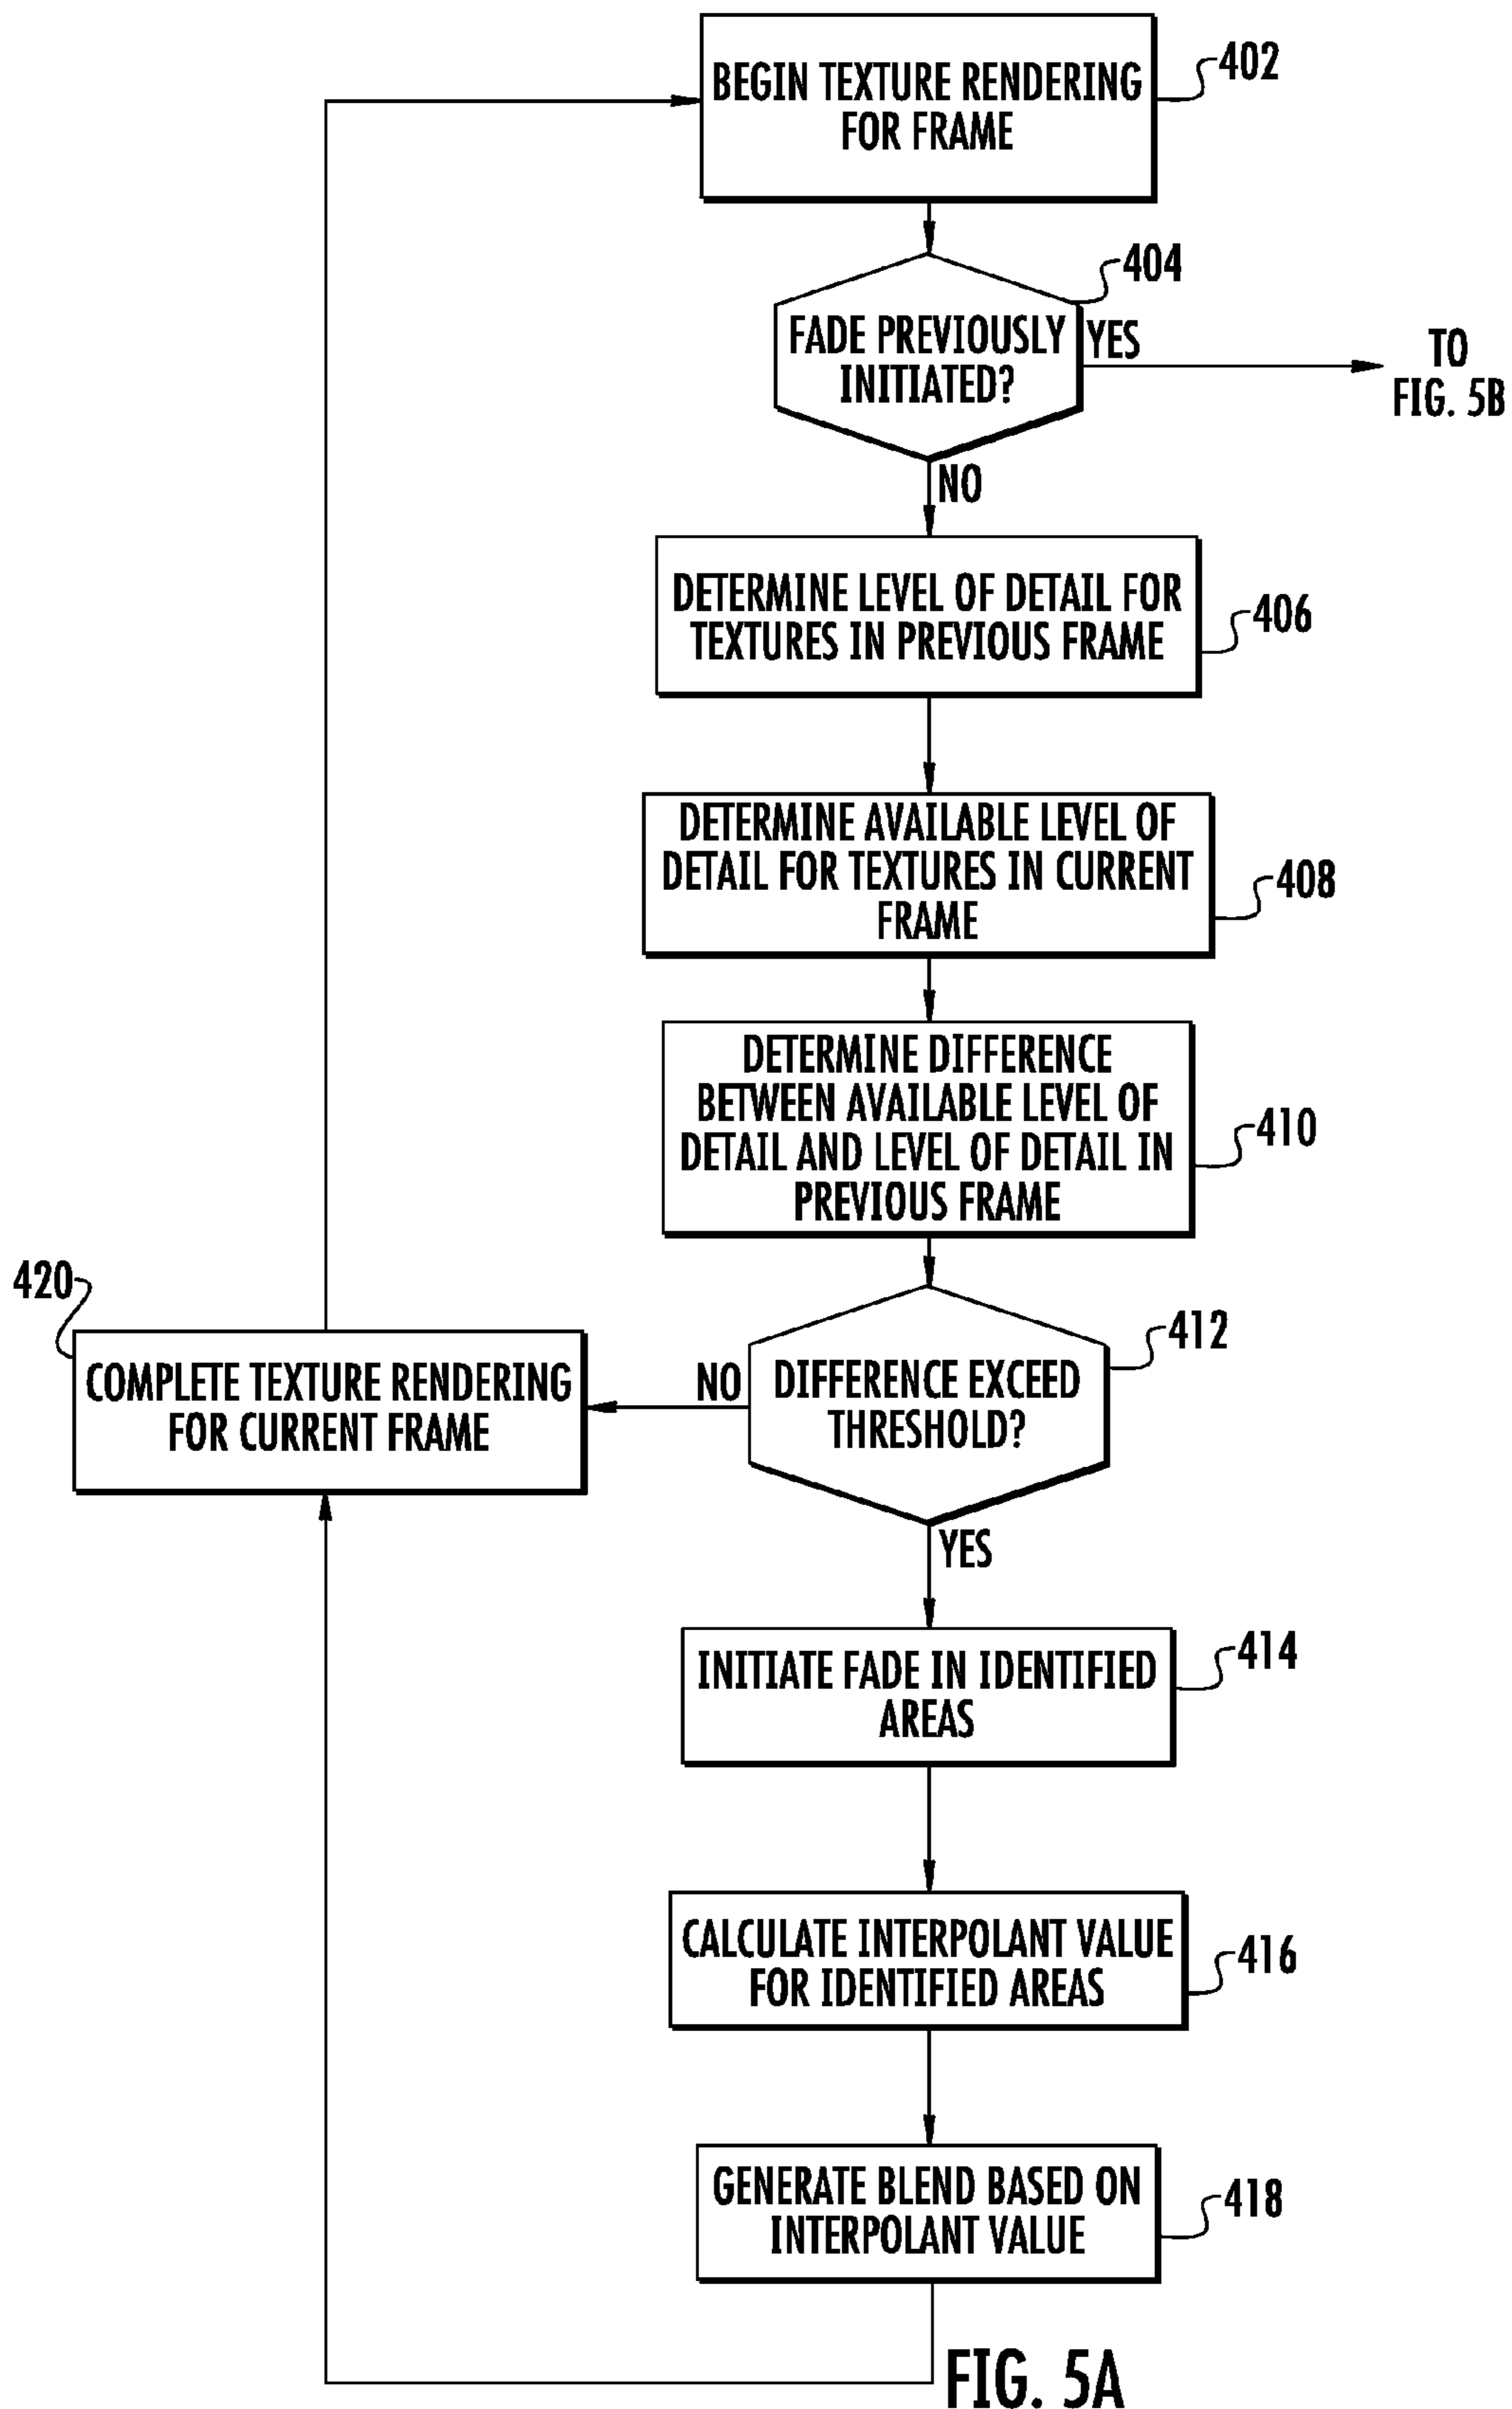 BEGIN TEXTURE RENDERING
FOR FRAME
402
404
FADE PREVIOUSLY
INITIATED?
YES
TO
FIG. 5B
NO
DETERMINE LEVEL OF DETAIL FOR
TEXTURES IN PREVIOUS FRAME
406
DETERMINE AVAILABLE LEVEL OF
DETAIL FOR TEXTURES IN CURRENT
FRAME
408
DETERMINE DIFFERENCE
BETWEEN AVAILABLE LEVEL OF
DETAIL AND LEVEL OF DETAIL IN
PREVIOUS FRAME
410
420
COMPLETE TEXTURE RENDERING
FOR CURRENT FRAME
NO
DIFFERENCE EXCEED
THRESHOLD?
412
YES
INITIATE FADE IN IDENTIFIED
AREAS
414
CALCULATE INTERPOLANT VALUE
FOR IDENTIFIED AREAS
416
GENERATE BLEND BASED ON
INTERPOLANT VALUE
418
FIG. 5A